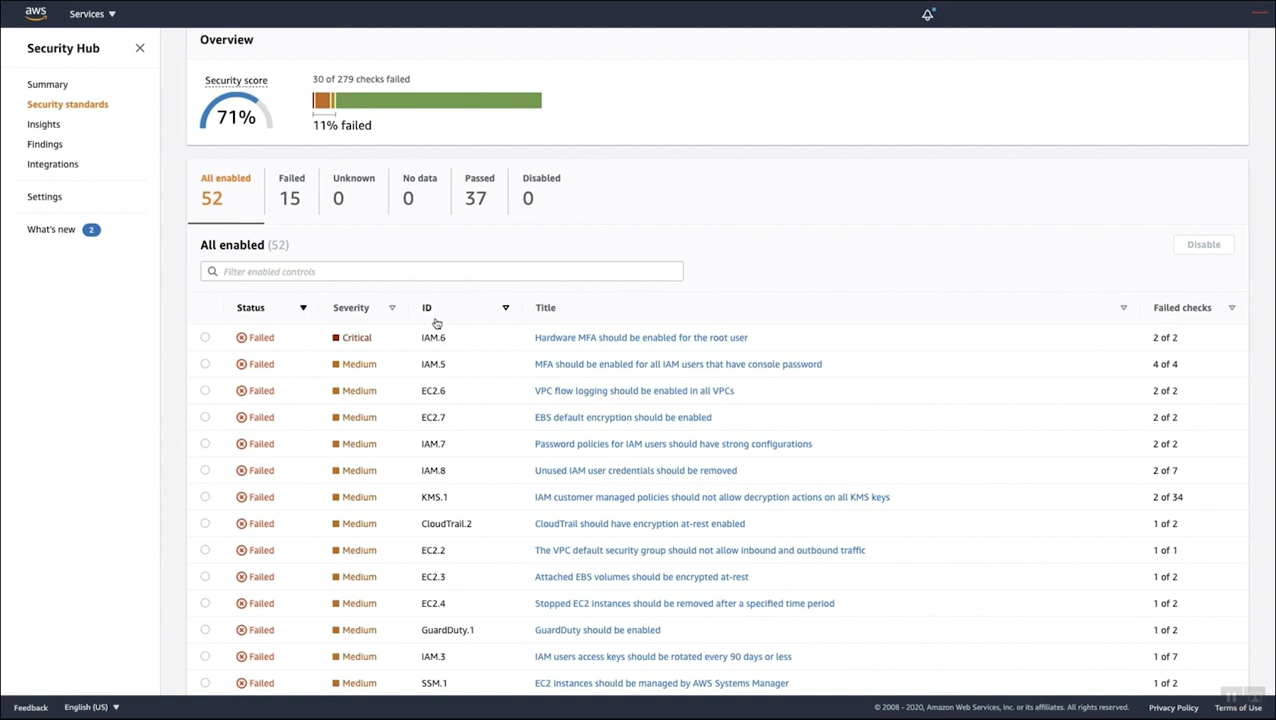 aws Services
Security Hub
Summary
Security standards
Insights
Findings
Integrations
Settings
What's new 2
Overview
Security score
71%
30 of 279 checks failed
11% failed
All enabled Failed Unknown No data Passed Disabled
52 15 0 0 37 0
All enabled (52) Disable
Filter enabled controls
Status Severity ID Title Failed checks
Failed Critical IAM.6 Hardware MFA should be enabled for the root user 2 of 2
Failed Medium IAM.5 MFA should be enabled for all IAM users that have console password 4 of 4
Failed Medium EC2.6 VPC flow logging should be enabled in all VPCs 2 of 2
Failed Medium EC2.7 EBS default encryption should be enabled 2 of 2
Failed Medium IAM.7 Password policies for IAM users should have strong configurations 2 of 2
Failed Medium IAM.8 Unused IAM user credentials should be removed 2 of 7
Failed Medium KMS.1 IAM customer managed policies should not allow decryption actions on all KMS keys 2 of 34
Failed Medium CloudTrail.2 CloudTrail should have encryption at-rest enabled 1 of 2
Failed Medium EC2.2 The VPC default security group should not allow inbound and outbound traffic 1 of 1
Failed Medium EC2.3 Attached EBS volumes should be encrypted at-rest 1 of 2
Failed Medium EC2.4 Stopped EC2 instances should be removed after a specified time period 1 of 2
Failed Medium GuardDuty.1 GuardDuty should be enabled 1 of 2
Failed Medium IAM.3 IAM users access keys should be rotated every 90 days or less 1 of 7
Failed Medium SSM.1 EC2 instances should be managed by AWS Systems Manager 1 of 2
Feedback English (US) © 2008 - 2020, Amazon Web Services, Inc. or its affiliates. All rights reserved. Privacy Policy Terms of Use